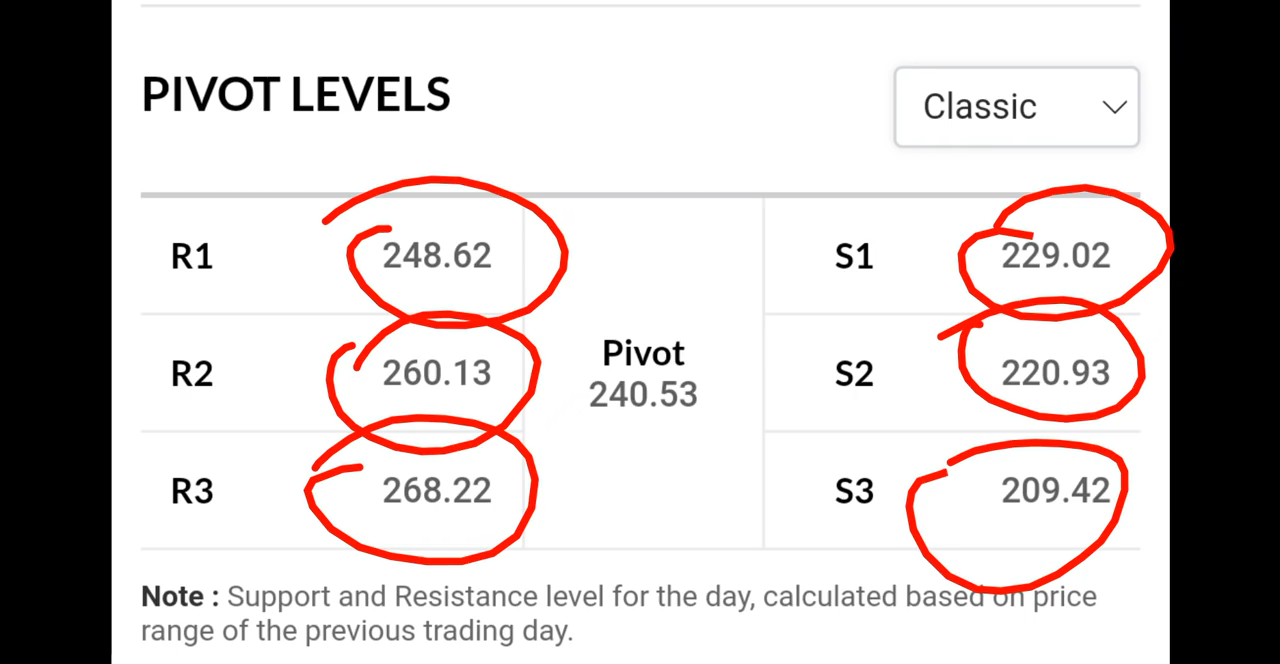 PIVOT LEVELS
Classic
R1 248.62 S1 229.02
Pivot
R2 260.13 240.53 S2 220.93
R3 268.22 S3 209.42
Note : Support and Resistance level for the day, calculated based on price
range of the previous trading day.